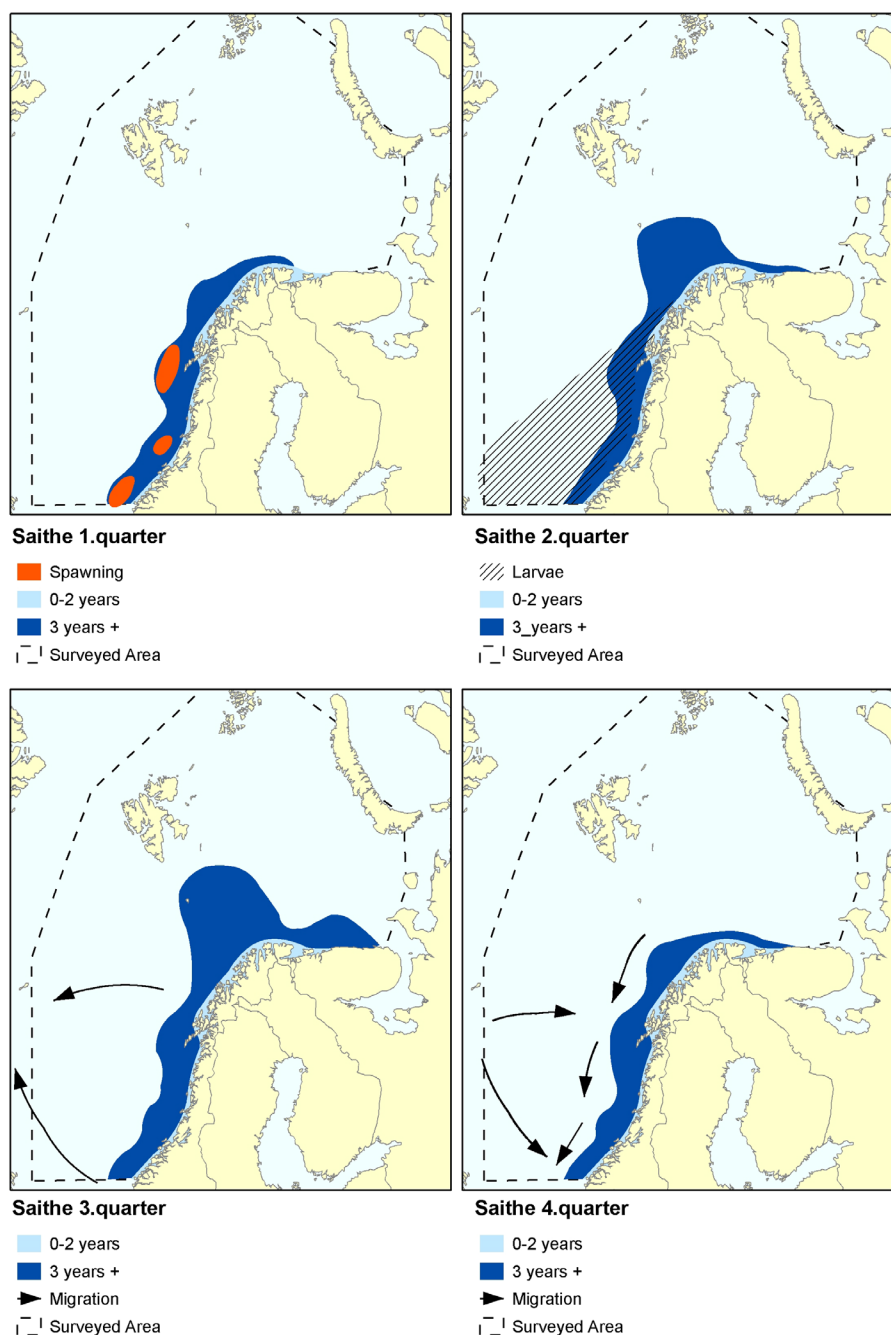 Saithe 1.quarter
Spawning
0-2 years
3 years +
Surveyed Area
Saithe 2.quarter
Larvae
0-2 years
3_years +
Surveyed Area
Saithe 3.quarter
0-2 years
3 years +
Migration
Surveyed Area
Saithe 4.quarter
0-2 years
3 years +
Migration
Surveyed Area